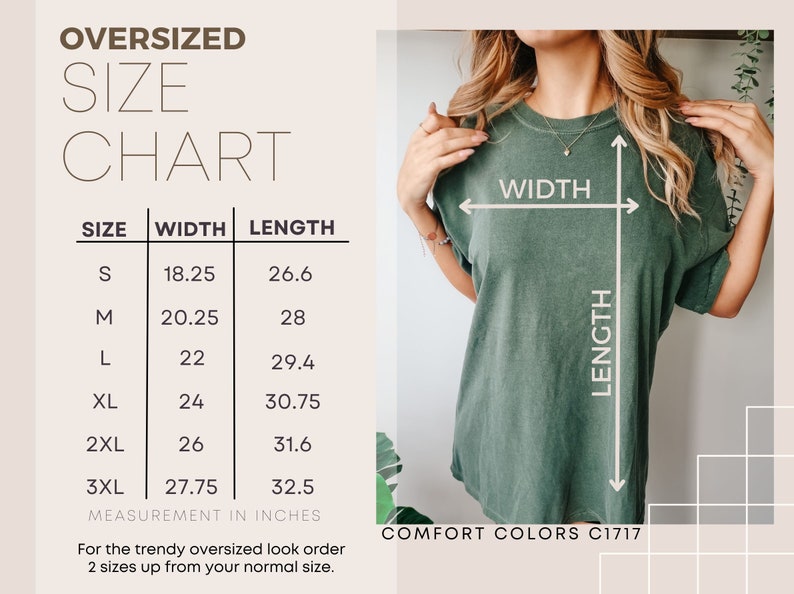 OVERSIZED
SIZE
CHART
SIZE WIDTH LENGTH
S 18.25 26.6
M 20.25 28
L 22 29.4
XL 24 30.75
2XL 26 31.6
3XL 27.75 32.5
MEASUREMENT IN INCHES
For the trendy oversized look order
2 sizes up from your normal size.
WIDTH
LENGTH
COMFORT COLORS C1717